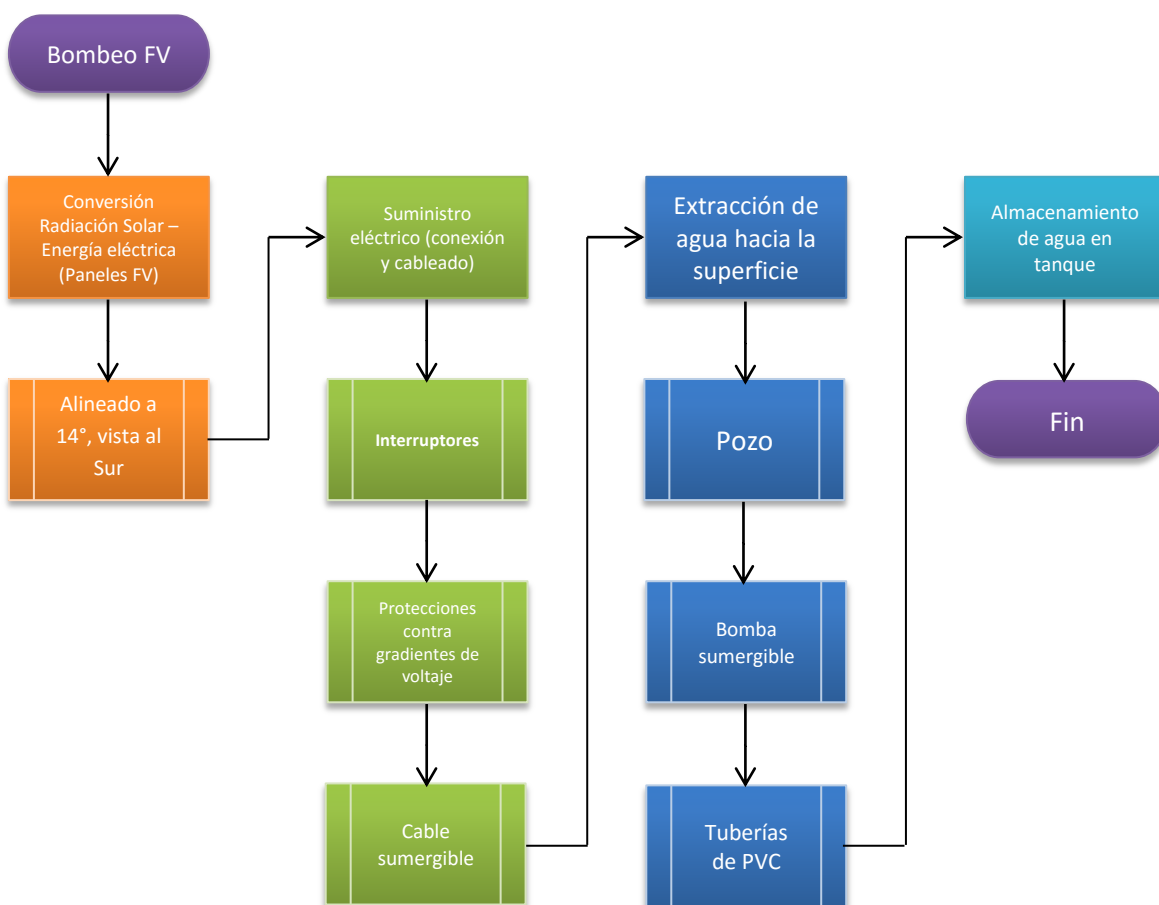 Bombeo FV
Conversión
Radiación Solar –
Energía eléctrica
(Paneles FV)
Alineado a
14°, vista al
Sur
Suministro
eléctrico (conexión
y cableado)
Interruptores
Protecciones
contra
gradientes de
voltaje
Cable
sumergible
Extracción de
agua hacia la
superficie
Pozo
Bomba
sumergible
Tuberías
de PVC
Almacenamiento
de agua en
tanque
Fin